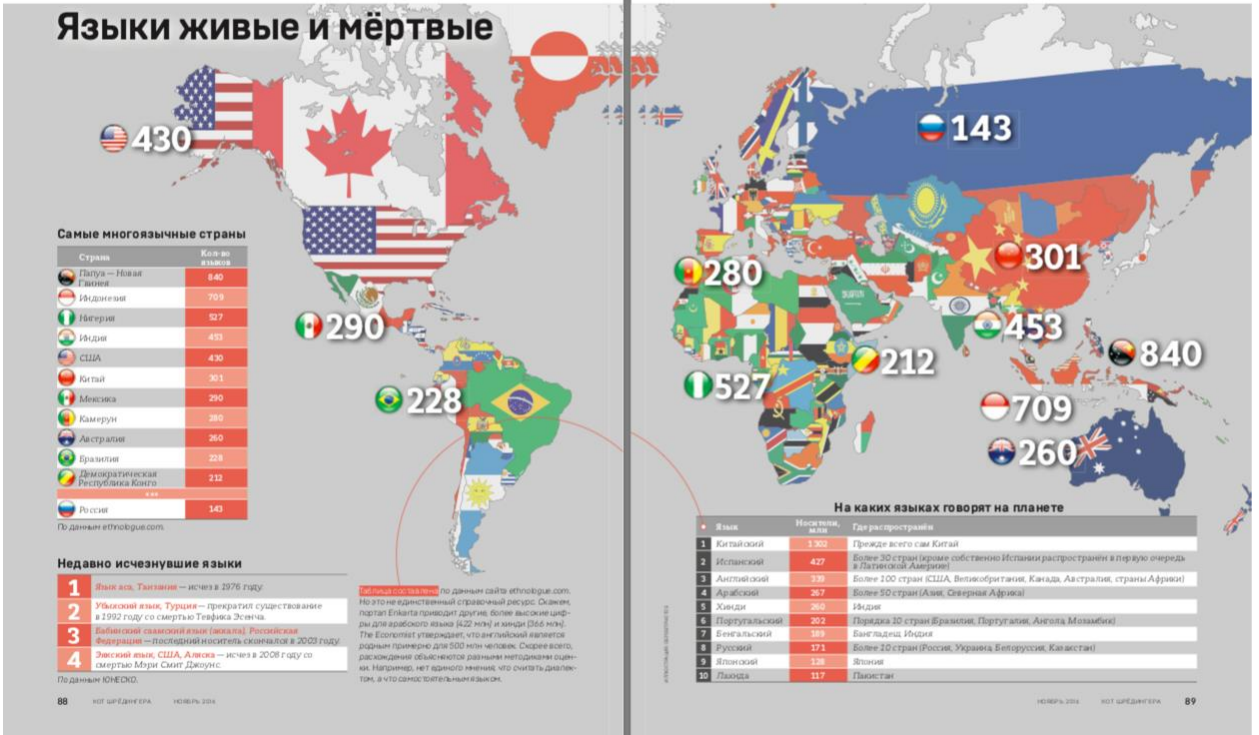 Языки живые и мёртвые
430
143
301
280
453
290
840
212
527
228
709
260
Самые многоязычные страны
Страна Кол-во языков
Папуа — Новая Гвинея 840
Индонезия 709
Нигерия 527
Индия 453
США 430
Китай 301
Мексика 290
Камерун 280
Австралия 260
Бразилия 228
Демократическая Республика Конго 212
Россия 143
По данным ethnologue.com.
Недавно исчезнувшие языки
1 Язык аса, Танзания — исчез в 1976 году.
2 Убыхский язык, Турция — прекратил существование
в 1992 году со смертью Тевфика Эсенча.
3 Бабинский саамский язык (аккала), Российская
Федерация — последний носитель скончался в 2003 году.
4 Эякский язык, США, Аляска — исчез в 2008 году со
смертью Мэри Смит Джоунс.
По данным ЮНЕСКО.
Таблица составлена по данным сайта ethnologue.com.
Но это не единственный справочный ресурс. Скажем,
портал Enkarta приводит другие, более высокие циф-
ры для арабского языка (422 млн) и хинди (366 млн).
The Economist утверждает, что английский является
родным примерно для 500 млн человек. Скорее всего,
расхождения объясняются разными методиками оцен-
ки. Например, нет единого мнения, что считать диалек-
том, а что самостоятельным языком.
На каких языках говорят на планете
Язык Носители, млн Где распространён
1 Китайский 1302 Прежде всего сам Китай
2 Испанский 427 Более 30 стран (кроме собственно Испании распространён в первую очередь
в Латинской Америке)
3 Английский 339 Более 100 стран (США, Великобритания, Канада, Австралия, страны Африки)
4 Арабский 267 Более 50 стран (Азия, Северная Африка)
5 Хинди 260 Индия
6 Португальский 202 Порядка 10 стран (Бразилия, Португалия, Ангола, Мозамбик)
7 Бенгальский 189 Бангладеш, Индия
8 Русский 171 Более 10 стран (Россия, Украина, Белоруссия, Казахстан)
9 Японский 128 Япония
10 Лахнда 117 Пакистан
88 КОТ ШРЁДИНГЕРА НОЯБРЬ 2016
НОЯБРЬ 2016 КОТ ШРЁДИНГЕРА 89